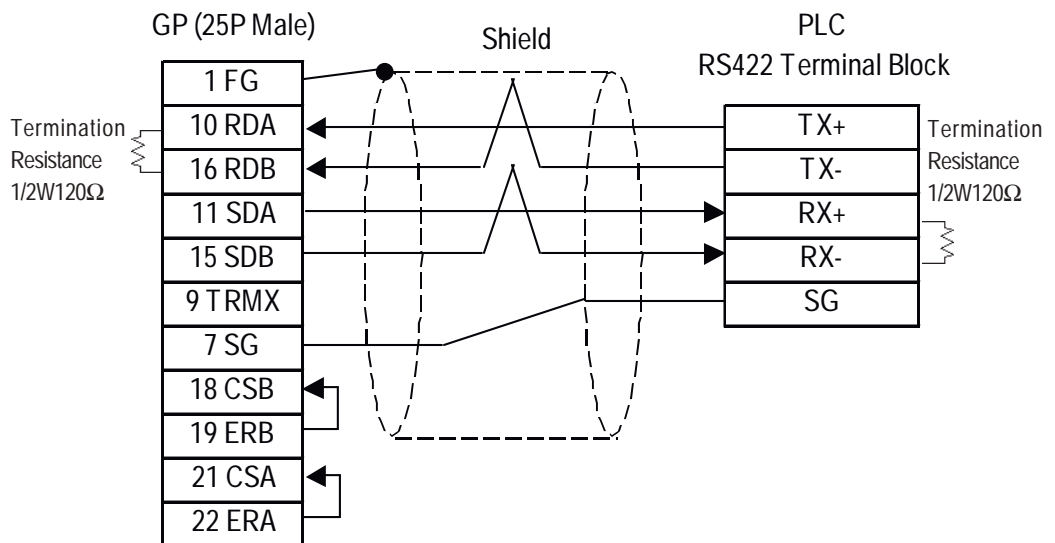 GP (25P Male)
Shield
PLC
RS422 Terminal Block
1 FG
10 RDA
16 RDB
11 SDA
15 SDB
9 TRMX
7 SG
18 CSB
19 ERB
21 CSA
22 ERA
Termination
Resistance
1/2W120Ω
TX+
TX-
RX+
RX-
SG
Termination
Resistance
1/2W120Ω